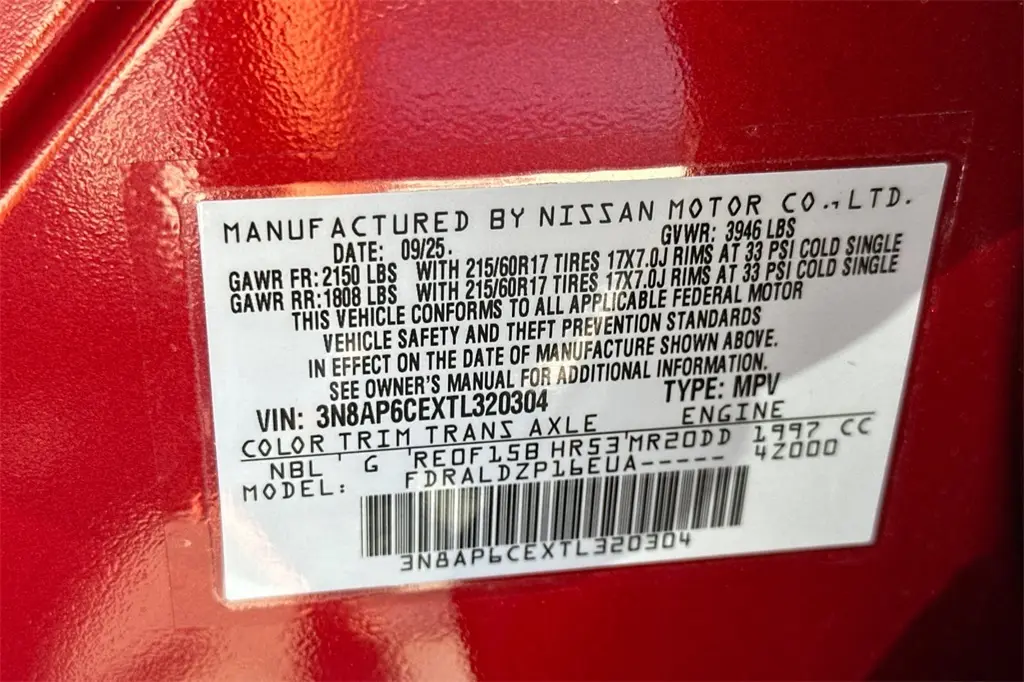 MANUFACTURED BY NISSAN MOTOR CO.,LTD.
DATE: 09/25. GVWR: 3946 LBS
GAWR FR: 2150 LBS WITH 215/60R17 TIRES 17X7.0J RIMS AT 33 PSI COLD SINGLE
GAWR RR: 1808 LBS WITH 215/60R17 TIRES 17X7.0J RIMS AT 33 PSI COLD SINGLE
THIS VEHICLE CONFORMS TO ALL APPLICABLE FEDERAL MOTOR
VEHICLE SAFETY AND THEFT PREVENTION STANDARDS
IN EFFECT ON THE DATE OF MANUFACTURE SHOWN ABOVE.
SEE OWNER'S MANUAL FOR ADDITIONAL INFORMATION.
VIN: 3N8AP6CEXTL320304 TYPE: MPV
COLOR TRIM TRANS AXLE ENGINE
NBL ' G 'RE0F15B HR53'MR20DD 1997 CC
MODEL: FDRALDZP16EUA----- 4Z000
3N8AP6CEXTL320304